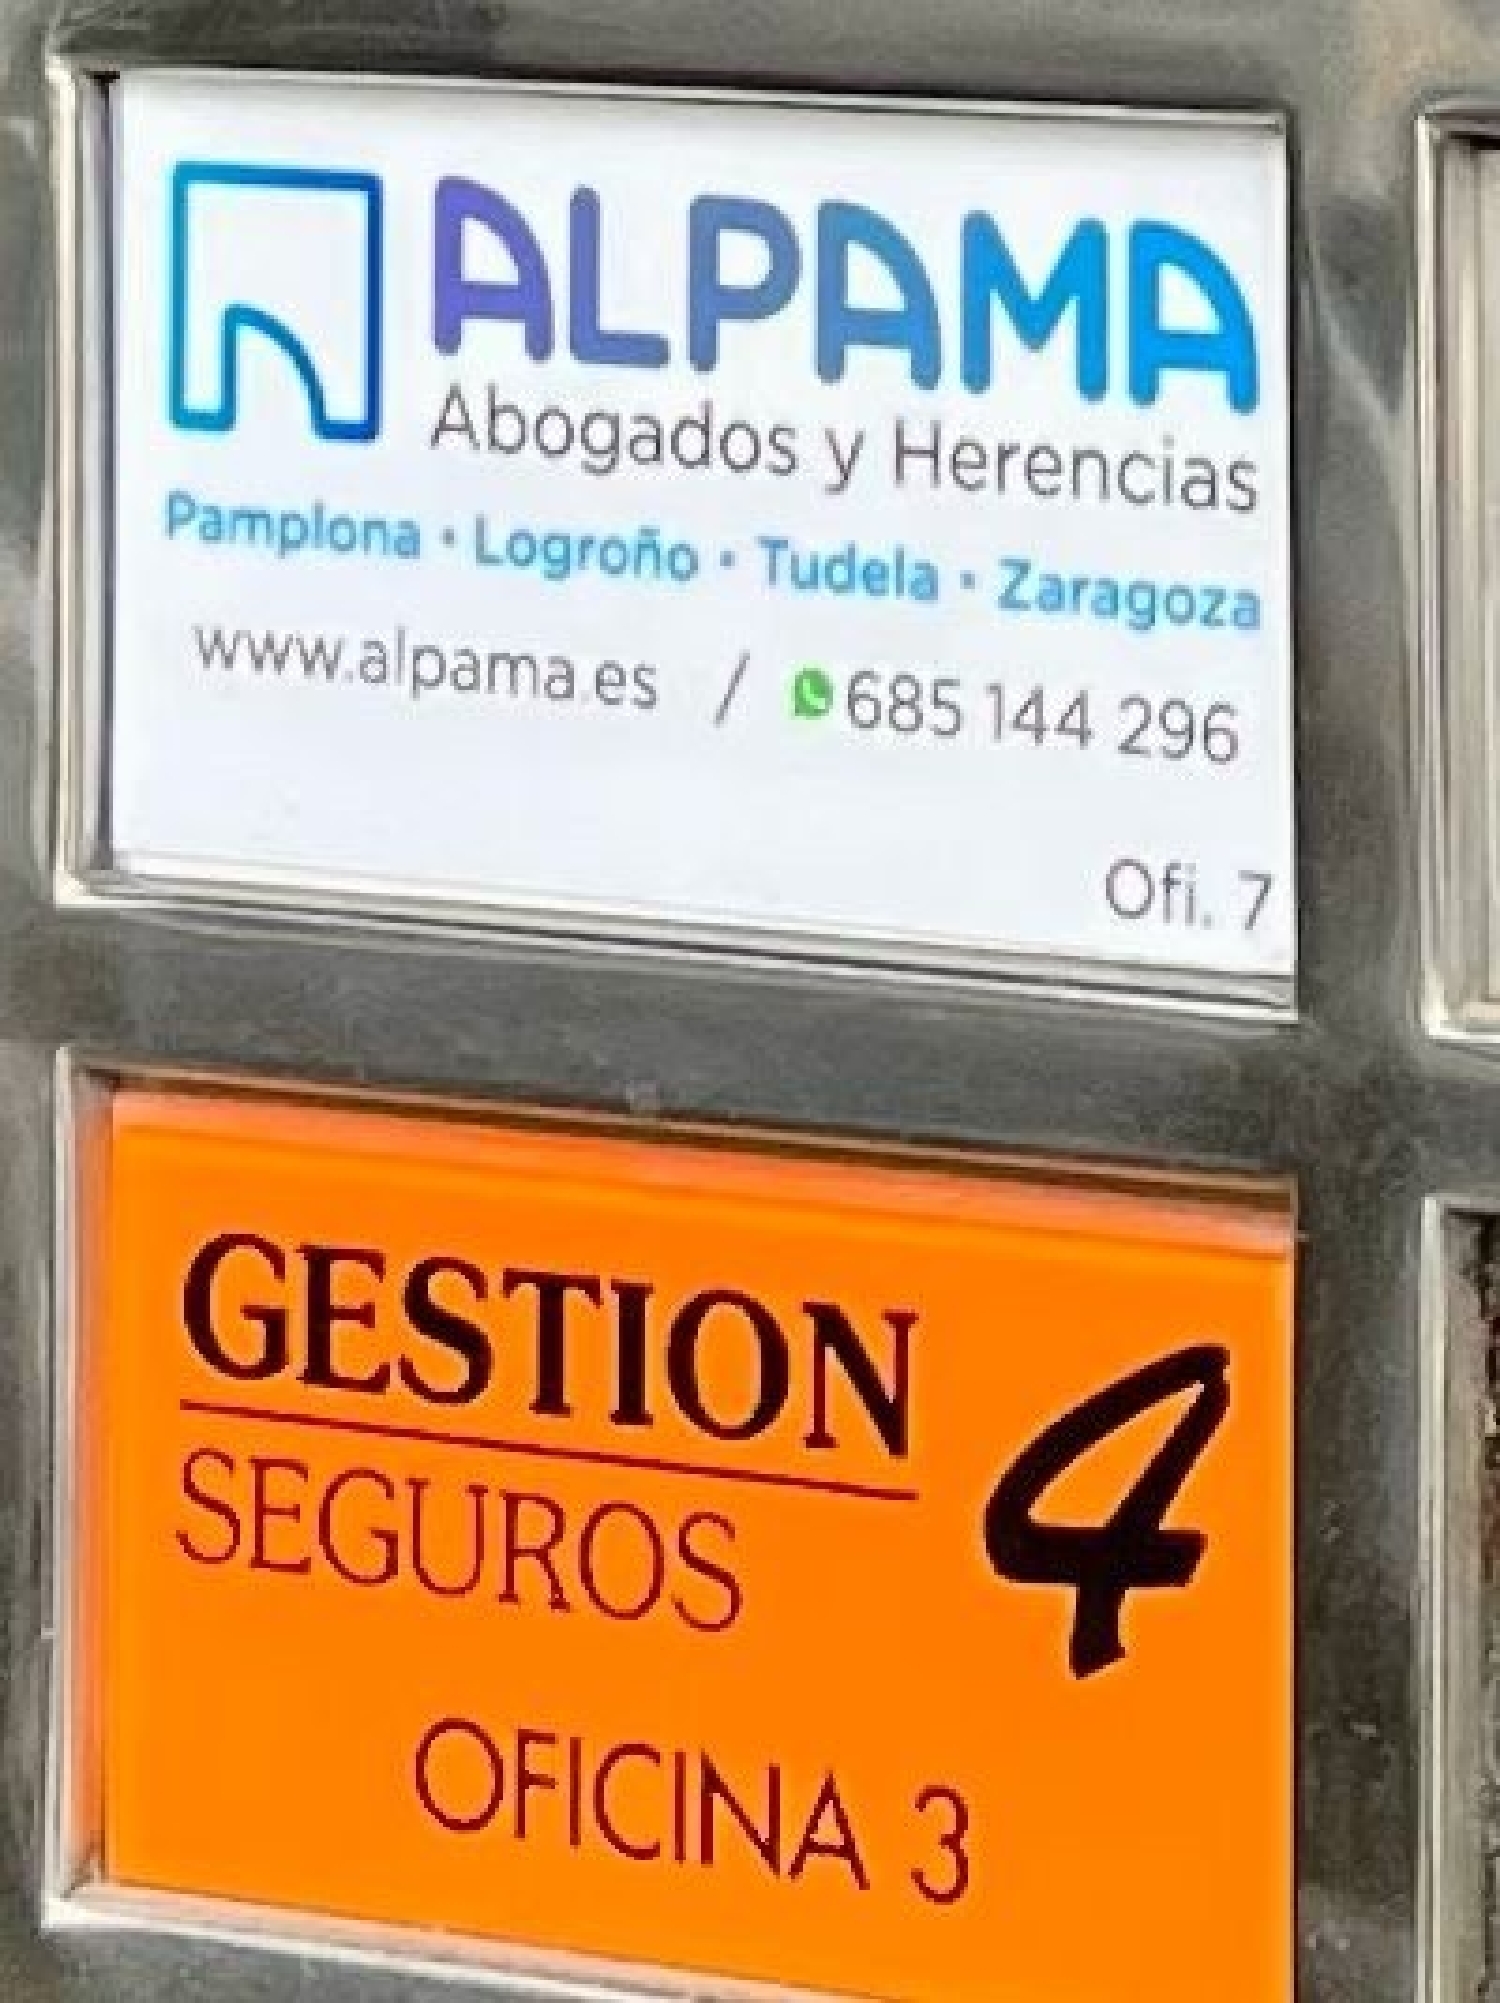 ALPAMA
Abogados y Herencias
Pamplona · Logroño · Tudela · Zaragoza
www.alpama.es / 685 144 296
Ofi. 7
GESTION 4
SEGUROS
OFICINA 3